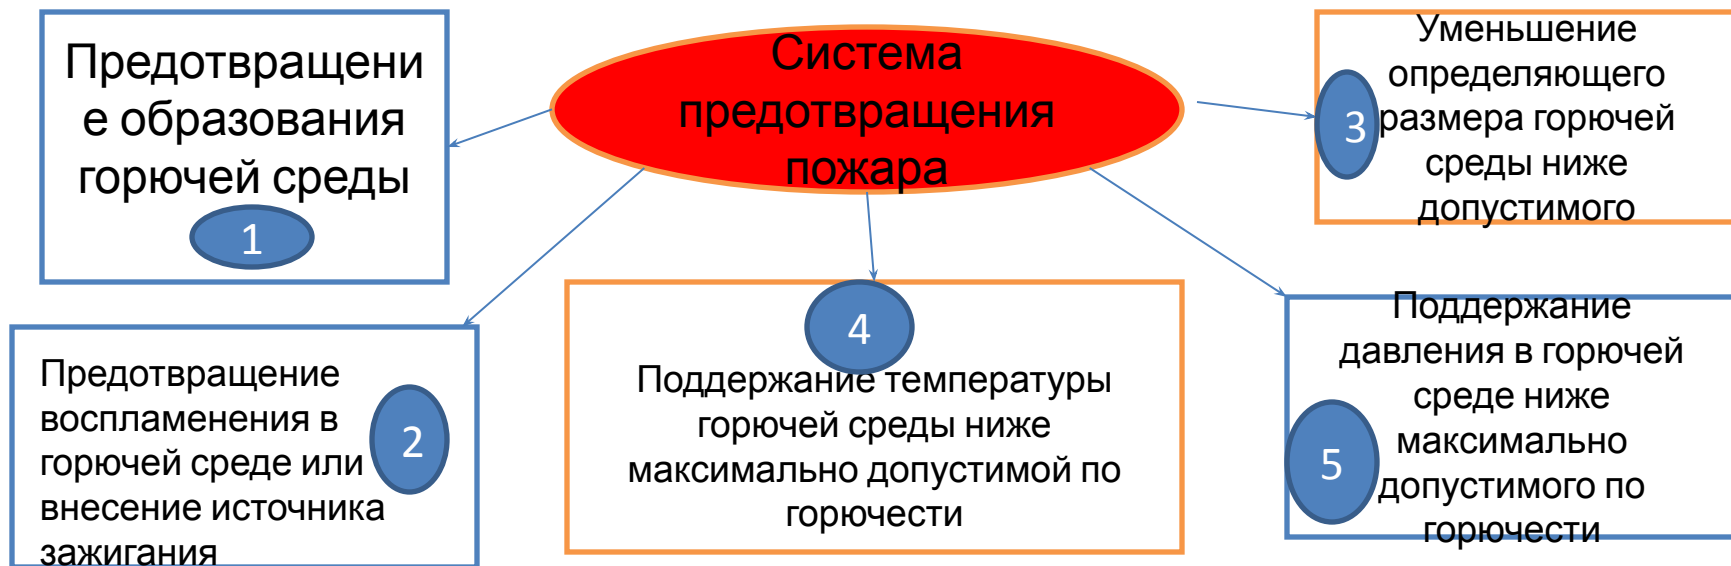 Предотвращени
е образования
горючей среды
1
Система
предотвращения
пожара
Уменьшение
определяющего
размера горючей
среды ниже
допустимого
3
Предотвращение
воспламенения в
горючей среде или
внесение источника
зажигания
2
4
Поддержание температуры
горючей среды ниже
максимально допустимой по
горючести
Поддержание
давления в горючей
среде ниже
максимально
допустимого по
горючести
5